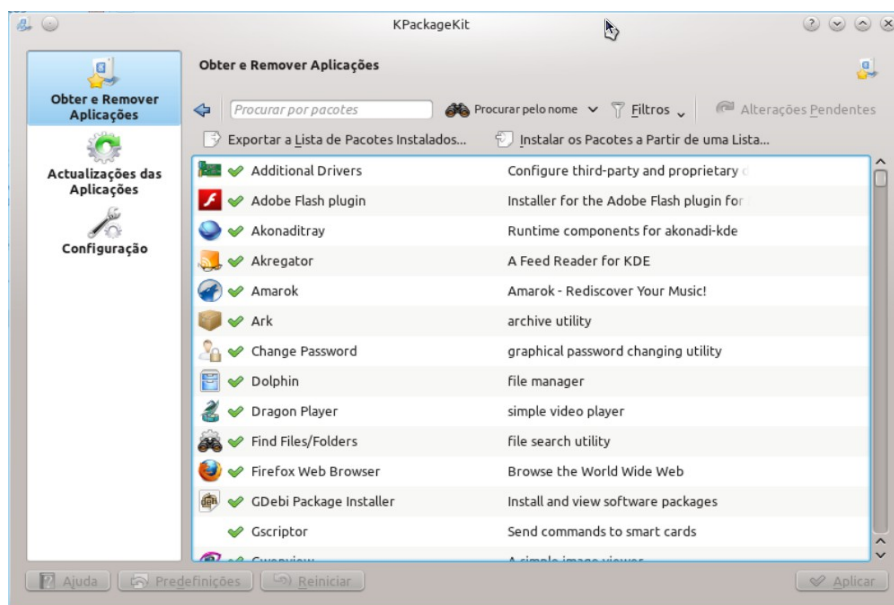 KPackageKit
Obter e Remover Aplicações
Actualizações das Aplicações
Configuração
Obter e Remover Aplicações
Procurar por pacotes
Procurar pelo nome
Filtros
Alterações Pendentes
Exportar a Lista de Pacotes Instalados...
Instalar os Pacotes a Partir de uma Lista...
Additional Drivers Configure third-party and proprietary
Adobe Flash plugin Installer for the Adobe Flash plugin for
Akonaditray Runtime components for akonadi-kde
Akregator A Feed Reader for KDE
Amarok Amarok - Rediscover Your Music!
Ark archive utility
Change Password graphical password changing utility
Dolphin file manager
Dragon Player simple video player
Find Files/Folders file search utility
Firefox Web Browser Browse the World Wide Web
GDebi Package Installer Install and view software packages
Gscriptor Send commands to smart cards
Gwenview A simple image viewer
Ajuda
Predefinições
Reiniciar
Aplicar